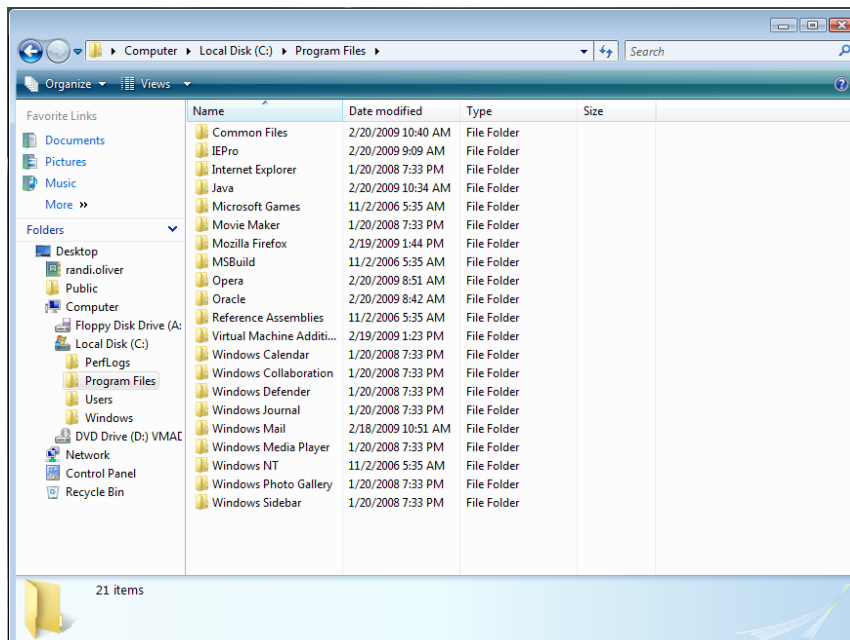 Computer Local Disk (C:) Program Files Search
Organize Views
Favorite Links
Documents
Pictures
Music
More »
Folders
Desktop
randi.oliver
Public
Computer
Floppy Disk Drive (A:
Local Disk (C:)
PerfLogs
Program Files
Users
Windows
DVD Drive (D:) VMAD
Network
Control Panel
Recycle Bin
Name Date modified Type Size
Common Files 2/20/2009 10:40 AM File Folder
IEPro 2/20/2009 9:09 AM File Folder
Internet Explorer 1/20/2008 7:33 PM File Folder
Java 2/20/2009 10:34 AM File Folder
Microsoft Games 11/2/2006 5:35 AM File Folder
Movie Maker 1/20/2008 7:33 PM File Folder
Mozilla Firefox 2/19/2009 1:44 PM File Folder
MSBuild 11/2/2006 5:35 AM File Folder
Opera 2/20/2009 8:51 AM File Folder
Oracle 2/20/2009 8:42 AM File Folder
Reference Assemblies 11/2/2006 5:35 AM File Folder
Virtual Machine Additi... 2/19/2009 1:23 PM File Folder
Windows Calendar 1/20/2008 7:33 PM File Folder
Windows Collaboration 1/20/2008 7:33 PM File Folder
Windows Defender 1/20/2008 7:33 PM File Folder
Windows Journal 1/20/2008 7:33 PM File Folder
Windows Mail 2/18/2009 10:51 AM File Folder
Windows Media Player 1/20/2008 7:33 PM File Folder
Windows NT 11/2/2006 5:35 AM File Folder
Windows Photo Gallery 1/20/2008 7:33 PM File Folder
Windows Sidebar 1/20/2008 7:33 PM File Folder
21 items